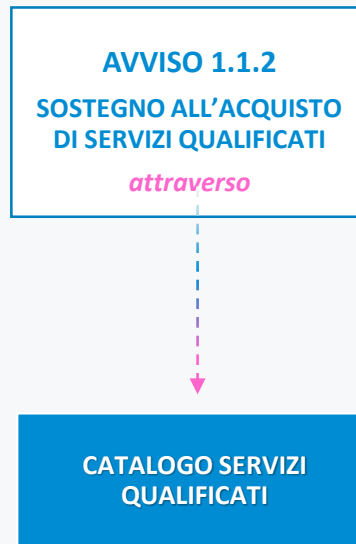 AVVISO 1.1.2
SOSTEGNO ALL’ACQUISTO
DI SERVIZI QUALIFICATI
attraverso
CATALOGO SERVIZI
QUALIFICATI